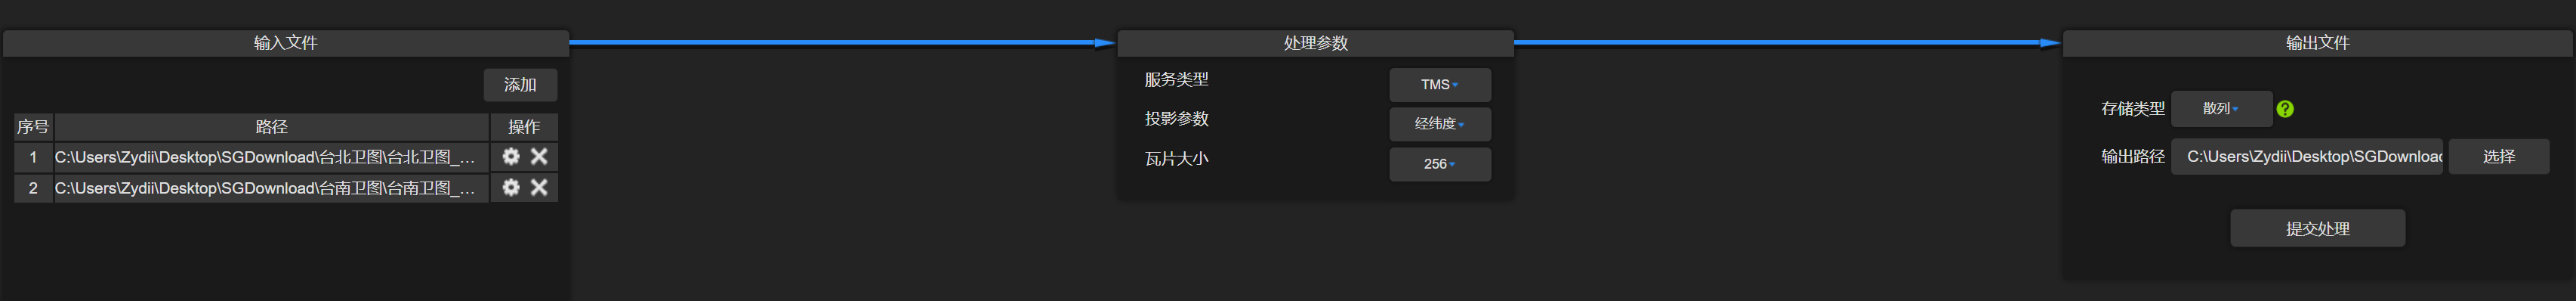 输入文件
添加
序号 路径 操作
1 C:\Users\Zydii\Desktop\SGDownload\台北卫图\台北卫图_...
2 C:\Users\Zydii\Desktop\SGDownload\台南卫图\台南卫图_...
处理参数
服务类型 TMS
投影参数 经纬度
瓦片大小 256
输出文件
存储类型 散列 ?
输出路径 C:\Users\Zydii\Desktop\SGDownload 选择
提交处理